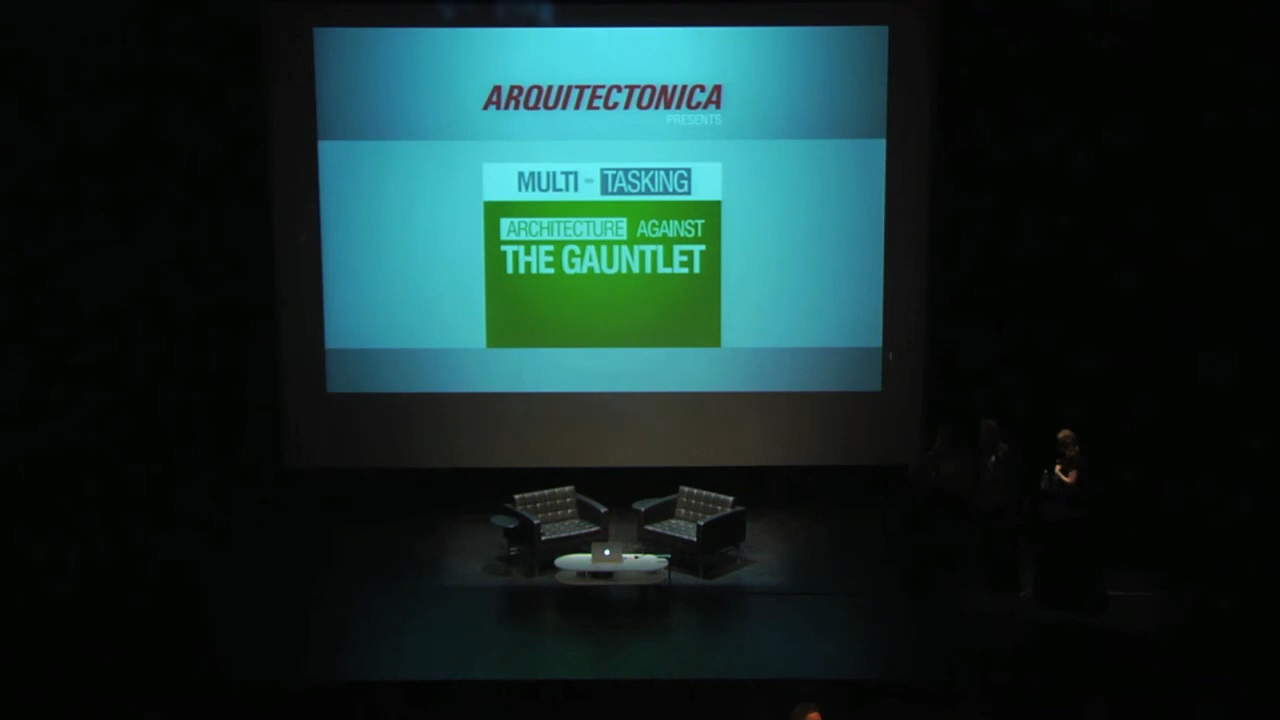 ARQUITECTONICA
PRESENTS
MULTI - TASKING
ARCHITECTURE AGAINST
THE GAUNTLET